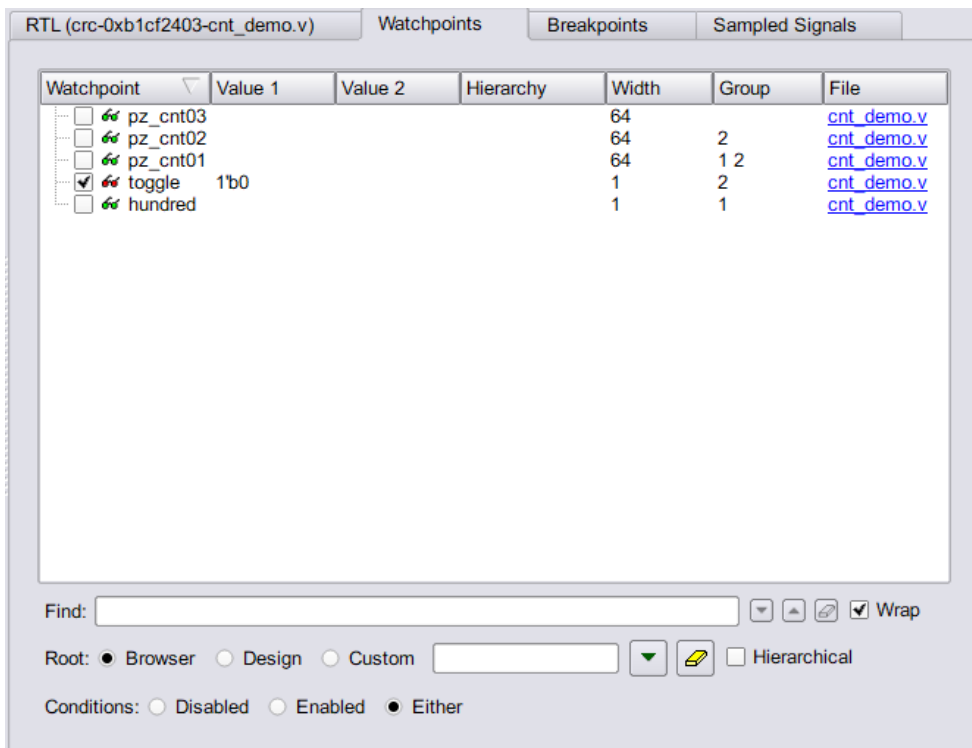 RTL (crc-0xb1cf2403-cnt_demo.v) Watchpoints Breakpoints Sampled Signals
Watchpoint Value 1 Value 2 Hierarchy Width Group File
pz_cnt03 64 cnt_demo.v
pz_cnt02 64 2 cnt_demo.v
pz_cnt01 64 1 2 cnt_demo.v
toggle 1'b0 1 2 cnt_demo.v
hundred 1 1 cnt_demo.v
Find: Wrap
Root: Browser Design Custom Hierarchical
Conditions: Disabled Enabled Either